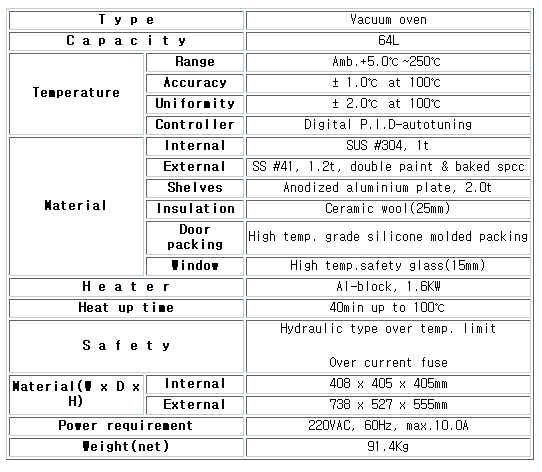 Type Vacuum oven
Capacity 64L
Temperature Range Amb.+5.0℃~250℃
Accuracy ± 1.0℃ at 100℃
Uniformity ± 2.0℃ at 100℃
Controller Digital P.I.D-autotuning
Material Internal SUS #304, 1t
External SS #41, 1.2t, double paint & baked spcc
Shelves Anodized aluminium plate, 2.0t
Insulation Ceramic wool(25mm)
Door
packing High temp. grade silicone molded packing
Window High temp.safety glass(15mm)
Heater Al-block, 1.6KW
Heat up time 40min up to 100℃
Safety Hydraulic type over temp. limit
Over current fuse
Material(W x D x
H) Internal 408 x 405 x 405mm
External 738 x 527 x 555mm
Power requirement 220VAC, 60Hz, max.10.0A
Weight(net) 91.4Kg